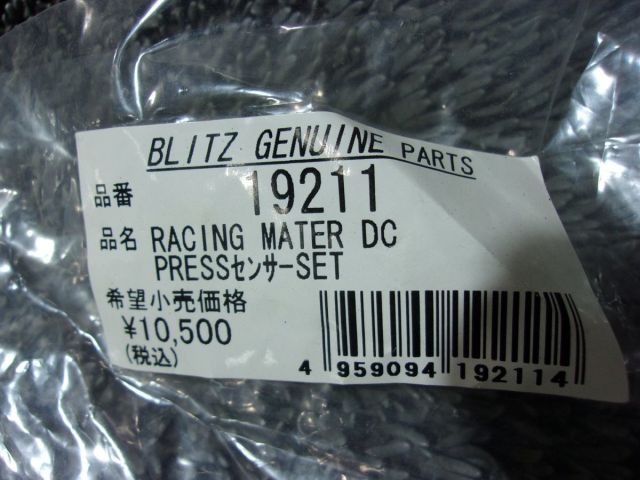 BLITZ GENUINE PARTS
品番 19211
品名 RACING MATER DC
PRESSセンサーSET
希望小売価格
¥10,500
(税込)
4 959094 192114